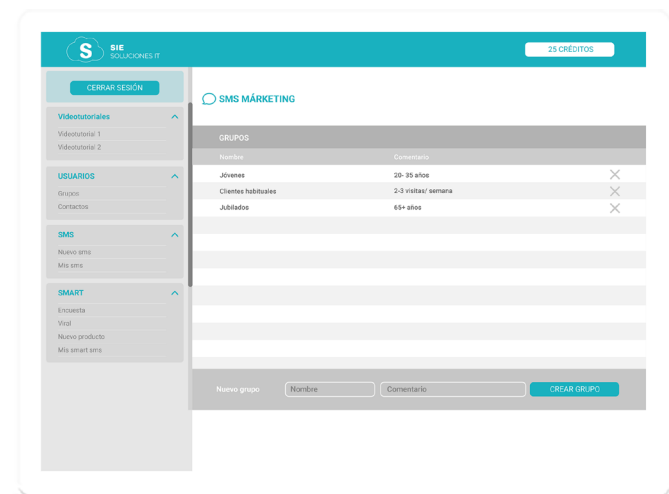 S
SIE
SOLUCIONES IT
25 CRÉDITOS
CERRAR SESIÓN
Videotutoriales
Videotutorial 1
Videotutorial 2
USUARIOS
Grupos
Contactos
SMS
Nuevo sms
Mis sms
SMART
Encuesta
Viral
Nuevo producto
Mis smart sms
SMS MÁRKETING
GRUPOS
Nombre Comentario
Jóvenes 20- 35 años
Clientes habituales 2-3 visitas/ semana
Jubilados 65+ años
Nuevo grupo Nombre Comentario CREAR GRUPO